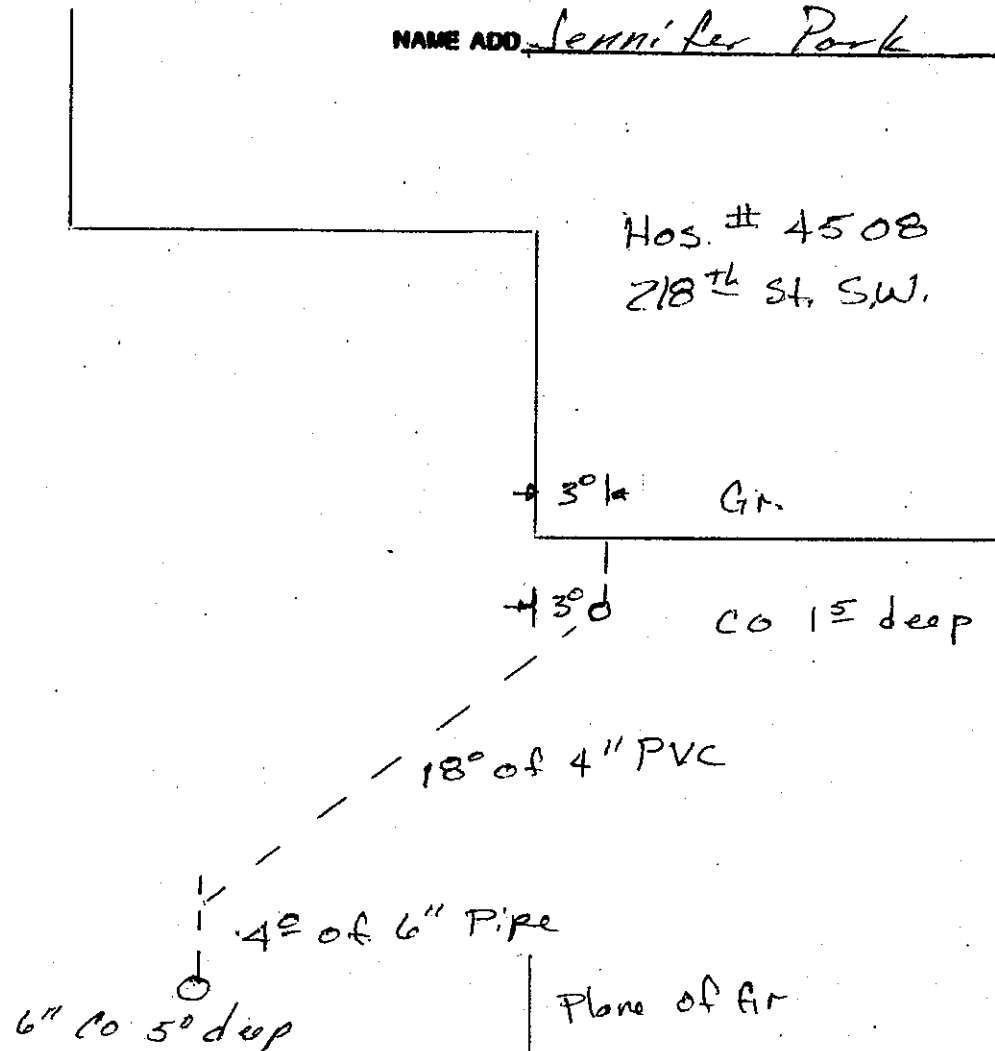 NAME ADD Jennifer Park
Hos. # 4508
218th St. S.W.
3° Gr.
3° CO 1⁵ deep
18° of 4" PVC
4° of 6" Pipe
6" CO 5° deep
Plane of Gr